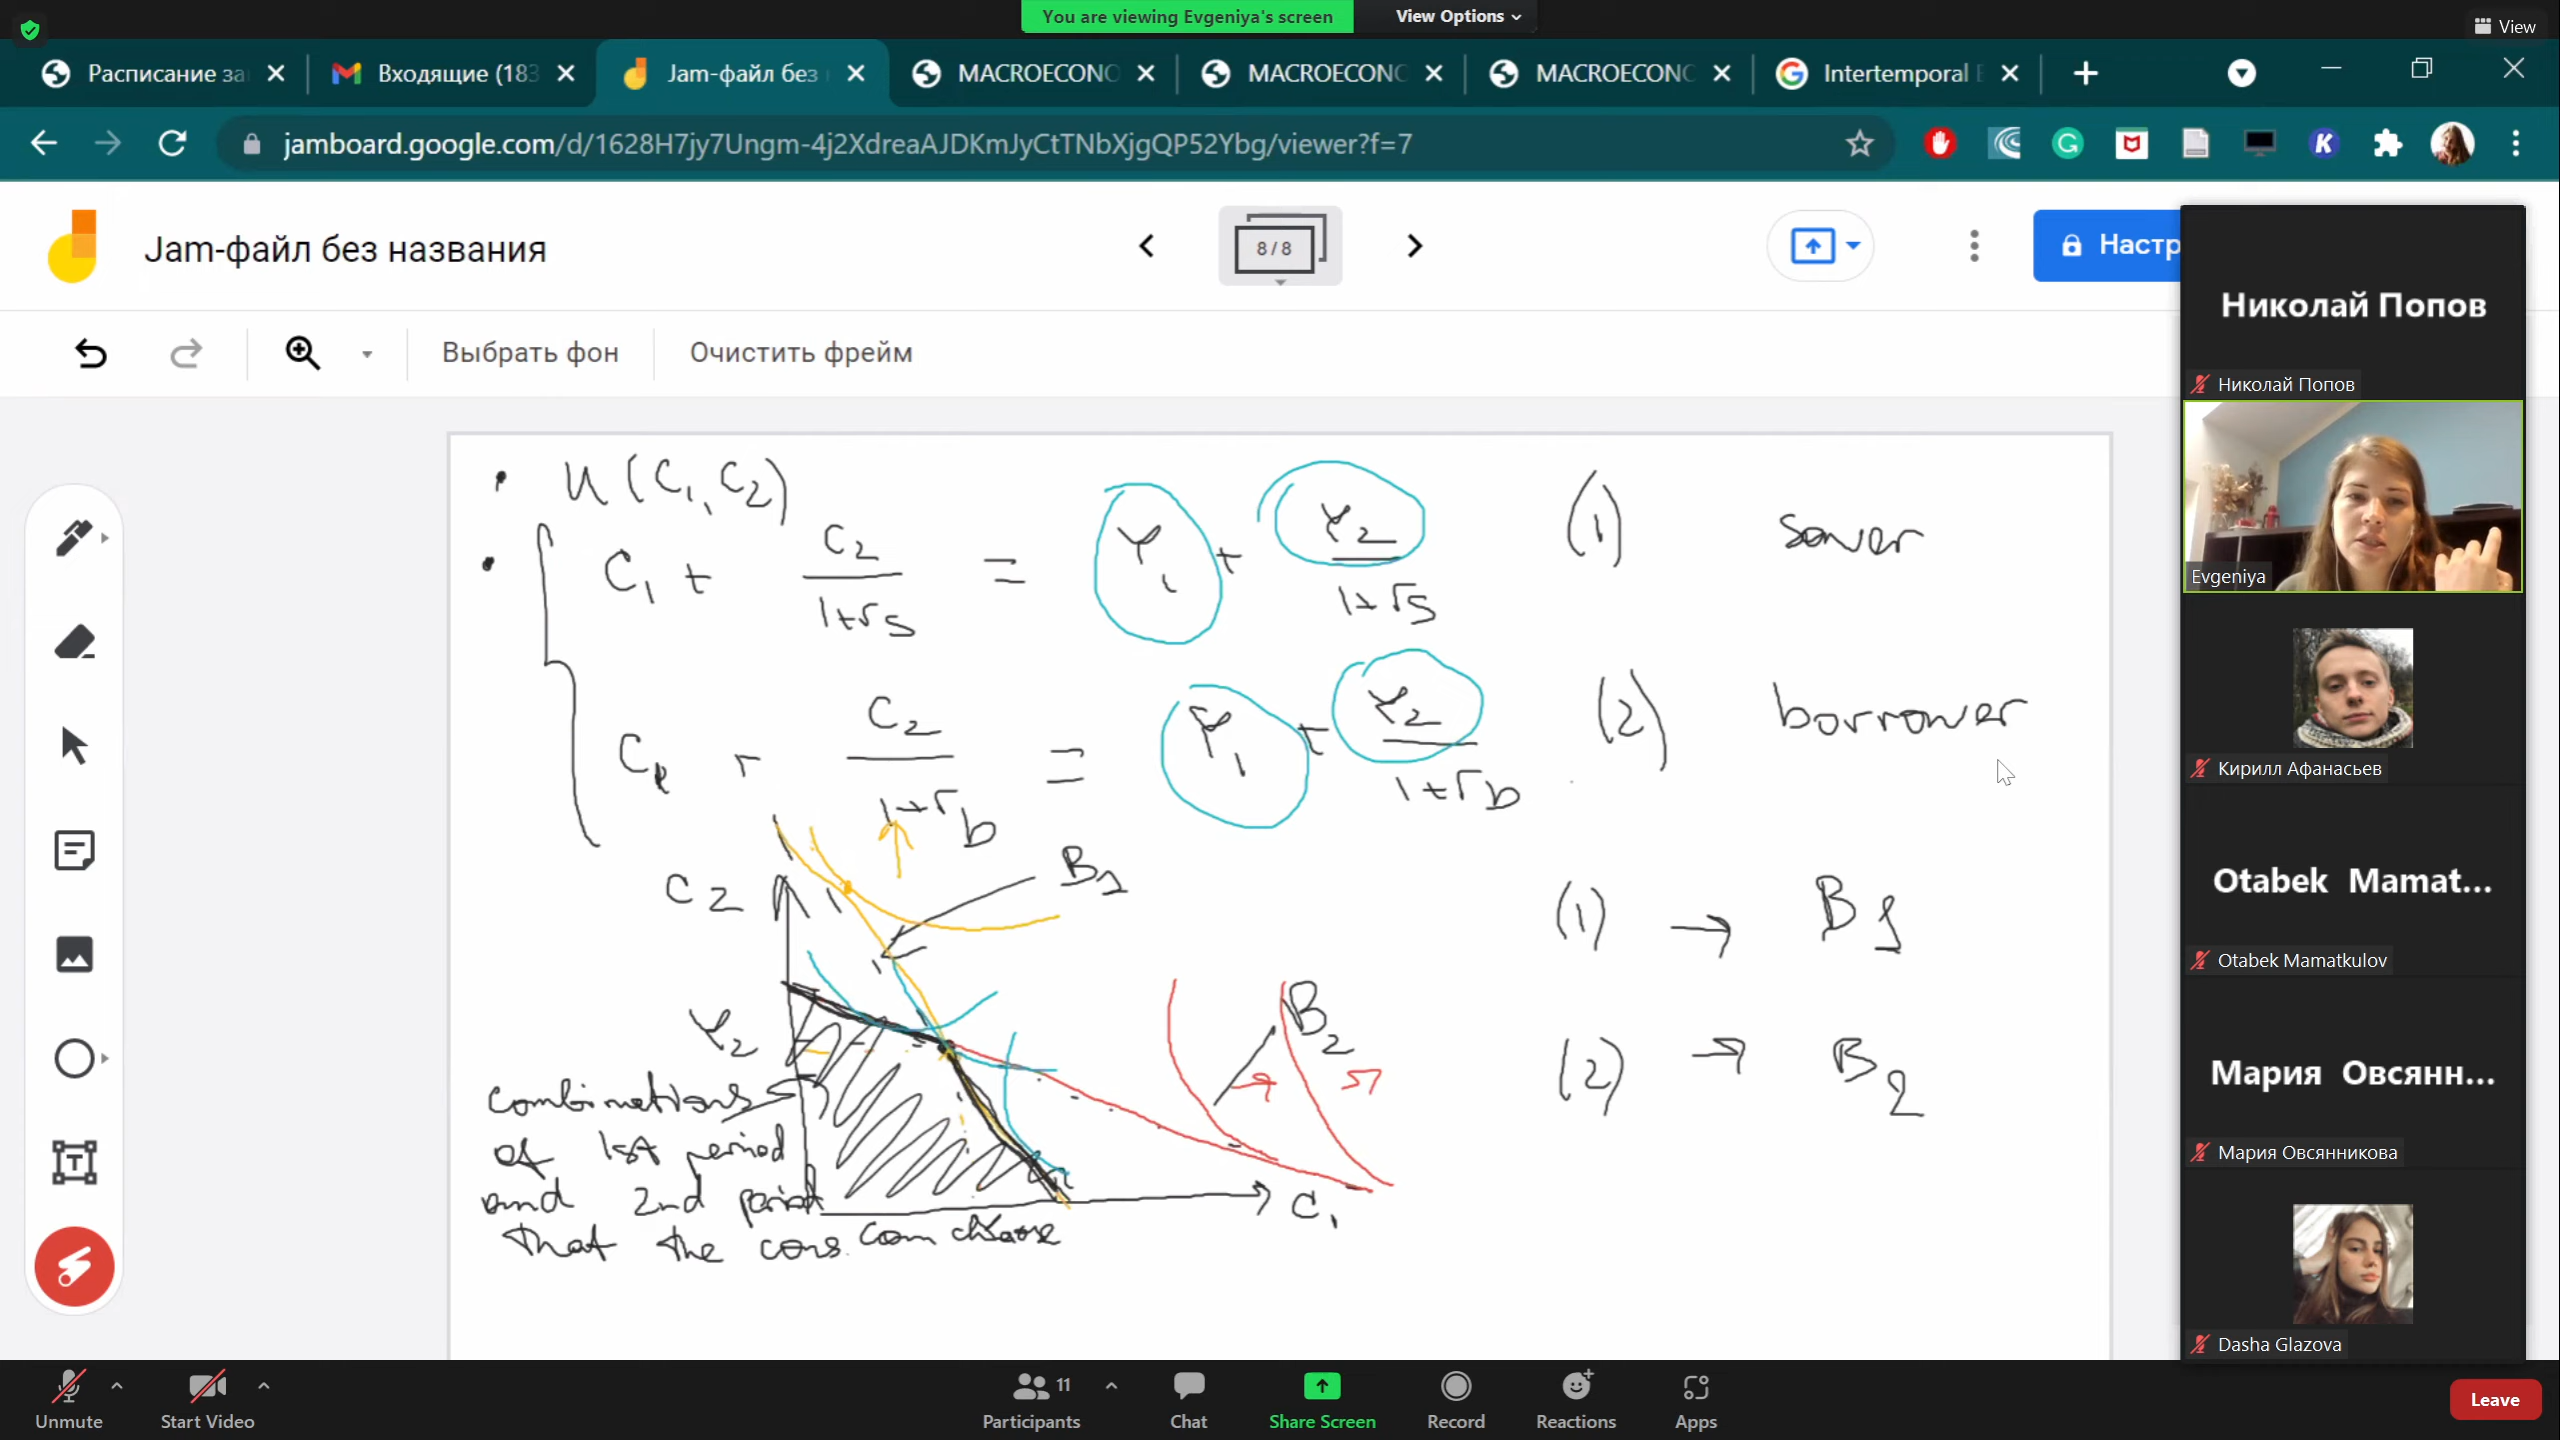 You are viewing Evgeniya's screen
View Options
View
Расписание за
Входящие (183
Jam-файл без
MACROECONO
MACROECONO
MACROECONO
Intertemporal
jamboard.google.com/d/1628H7jy7Ungm-4j2XdreaAJDKmJyCtTNbXjgQP52Ybg/viewer?f=7
Jam-файл без названия
8 / 8
Настр
Выбрать фон
Очистить фрейм
U(C₁, C₂)
C₁ + C₂/(1+rs) = Y₁ + Y₂/(1+rs) (1) saver
C₁ + C₂/(1+rb) = Y₁ + Y₂/(1+rb) (2) borrower
C2
B1
(1) → B1
B2
Y2
(2) → B2
combinations
of 1st period
and 2nd period
that the cons. can choose
C₁
Николай Попов
Николай Попов
Evgeniya
Кирилл Афанасьев
Otabek Mamat...
Otabek Mamatkulov
Мария Овсянн...
Мария Овсянникова
Dasha Glazova
Unmute
Start Video
11
Participants
Chat
Share Screen
Record
Reactions
Apps
Leave